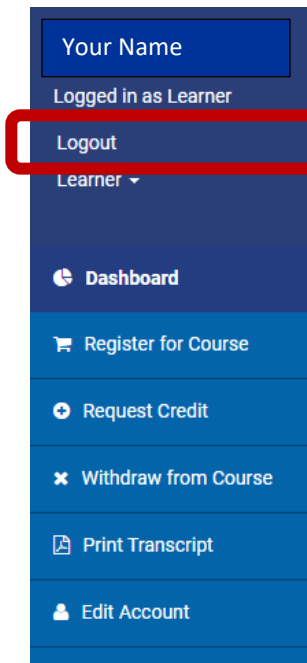 Your Name
Logged in as Learner
Logout
Learner
Dashboard
Register for Course
Request Credit
Withdraw from Course
Print Transcript
Edit Account